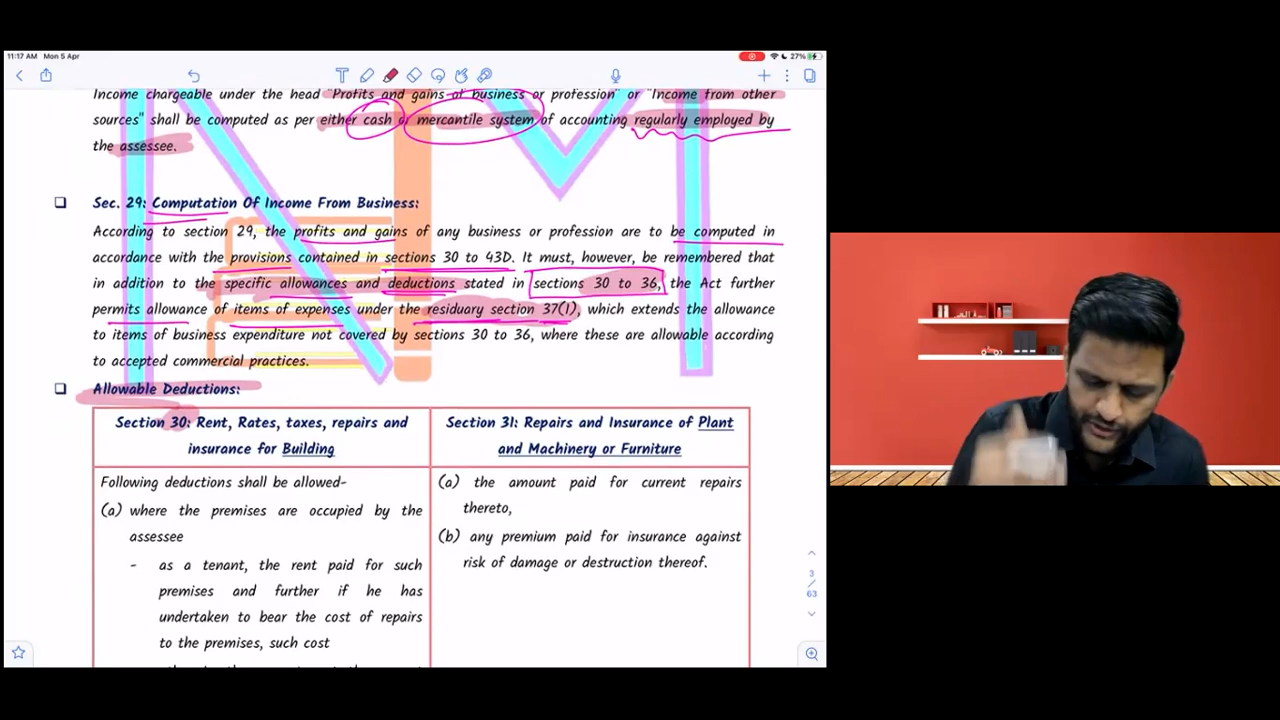 11:17 AM Mon 5 Apr
27%
Income chargeable under the head "Profits and gains of business or profession" or "Income from other
sources" shall be computed as per either cash or mercantile system of accounting regularly employed by
the assessee.
Sec. 29: Computation Of Income From Business:
According to section 29, the profits and gains of any business or profession are to be computed in
accordance with the provisions contained in sections 30 to 43D. It must, however, be remembered that
in addition to the specific allowances and deductions stated in sections 30 to 36, the Act further
permits allowance of items of expenses under the residuary section 37(1), which extends the allowance
to items of business expenditure not covered by sections 30 to 36, where these are allowable according
to accepted commercial practices.
Allowable Deductions:
Section 30: Rent, Rates, taxes, repairs and
insurance for Building
Following deductions shall be allowed-
(a) where the premises are occupied by the
assessee
- as a tenant, the rent paid for such
premises and further if he has
undertaken to bear the cost of repairs
to the premises, such cost
Section 31: Repairs and Insurance of Plant
and Machinery or Furniture
(a) the amount paid for current repairs
thereto,
(b) any premium paid for insurance against
risk of damage or destruction thereof.
3
/
63